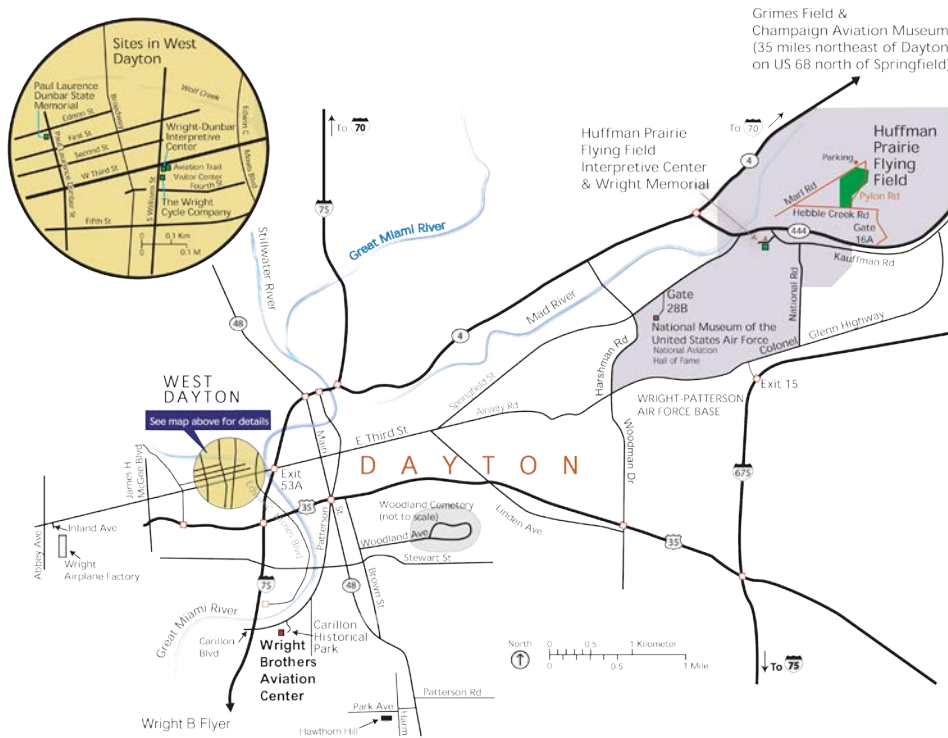 Grimes Field &
Champaign Aviation Museum
(35 miles northeast of Dayton
on US 68 north of Springfield)
Sites in West
Dayton
Paul Laurence
Dunbar State
Memorial
Edison St
First St
Second St
W Third St
Fourth St
Fifth St
Broadway
Wolf Creek
Edwin C
Moses Blvd
Paul Laurence Dunbar St
S Williams St
Wright-Dunbar
Interpretive
Center
Aviation Trail
Visitor Center
The Wright
Cycle Company
0 0.1 Km
0 0.1 M
To 70
75
To 70
4
Huffman Prairie
Flying Field
Interpretive Center
& Wright Memorial
Huffman
Prairie
Flying
Field
Parking
Marl Rd
Pylon Rd
Hebble Creek Rd
Gate
16A
444
Kauffman Rd
National Rd
Great Miami River
Stillwater River
48
Mad River
4
Gate
28B
National Museum of the
United States Air Force
National Aviation
Hall of Fame
Colonel Glenn Highway
Harshman Rd
Springfield St
Airway Rd
Exit 15
WRIGHT-PATTERSON
AIR FORCE BASE
WEST
DAYTON
See map above for details
Main St
E Third St
DAYTON
Exit
53A
James H
McGee Blvd
Edwin C Moses Blvd
35
Patterson
Woodland Cemetery
(not to scale)
Woodland Ave
Stewart St
Linden Ave
Woodman Dr
35
675
Abbey Ave
Inland Ave
Wright
Airplane Factory
75
48
Brown St
Great Miami River
Carillon
Blvd
Carillon
Historical
Park
Wright
Brothers
Aviation
Center
North
0 0.5 1 Kilometer
0 0.5 1 Mile
To 75
Patterson Rd
Park Ave
Harm
Hawthorn Hill
Wright B Flyer